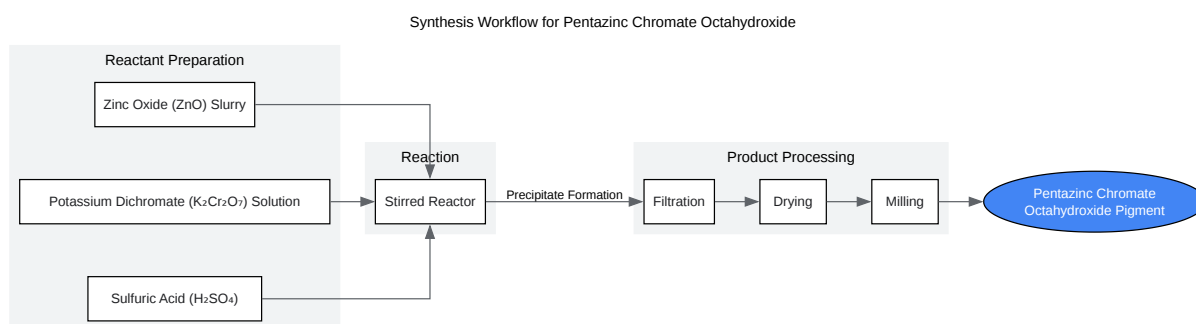 Synthesis Workflow for Pentazinc Chromate Octahydroxide
Reactant Preparation
Zinc Oxide (ZnO) Slurry
Potassium Dichromate (K₂Cr₂O₇) Solution
Sulfuric Acid (H₂SO₄)
Reaction
Stirred Reactor
Precipitate Formation
Product Processing
Filtration
Drying
Milling
Pentazinc Chromate
Octahydroxide Pigment